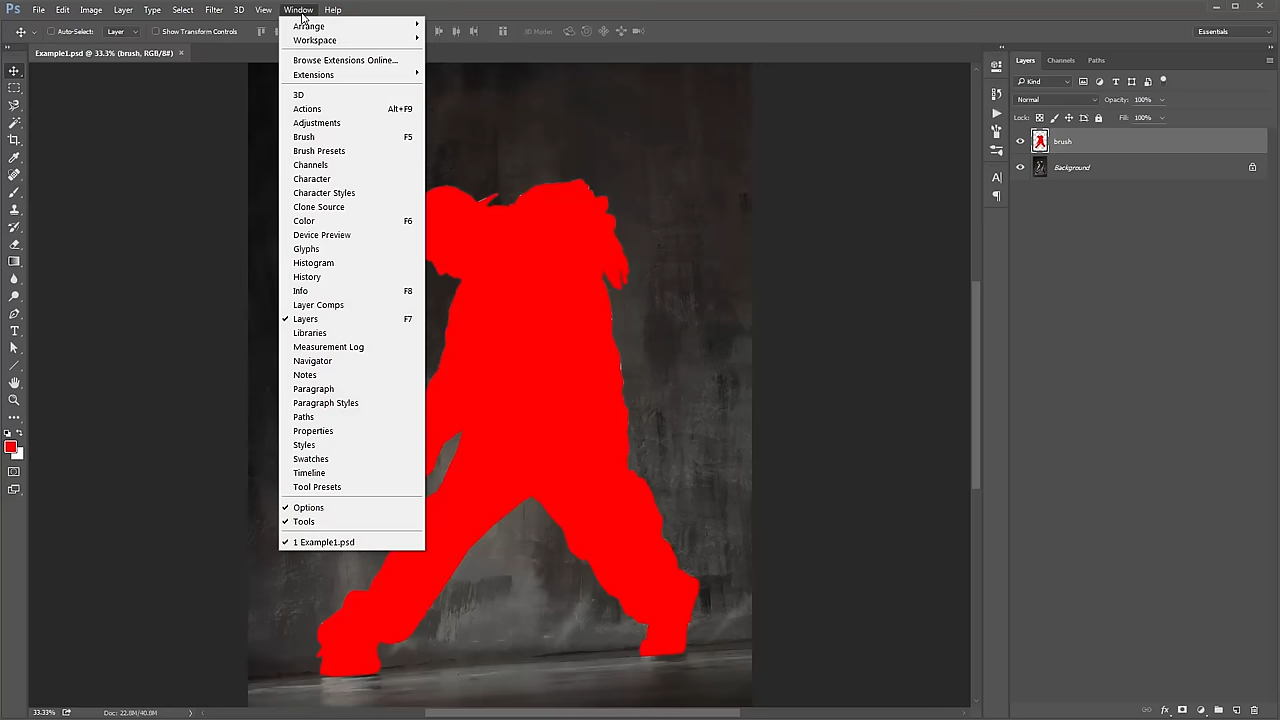 Ps File Edit Image Layer Type Select Filter 3D View Window Help
Auto-Select: Layer Show Transform Controls 3D Mode: Essentials
Example1.psd @ 33.3% (brush, RGB/8#) ×
Arrange
Workspace
Browse Extensions Online...
Extensions
3D
Actions Alt+F9
Adjustments
Brush F5
Brush Presets
Channels
Character
Character Styles
Clone Source
Color F6
Device Preview
Glyphs
Histogram
History
Info F8
Layer Comps
Layers F7
Libraries
Measurement Log
Navigator
Notes
Paragraph
Paragraph Styles
Paths
Properties
Styles
Swatches
Timeline
Tool Presets
Options
Tools
1 Example1.psd
Layers Channels Paths
Kind
Normal Opacity: 100%
Lock: Fill: 100%
brush
Background
33.33% Doc: 22.8M/40.8M